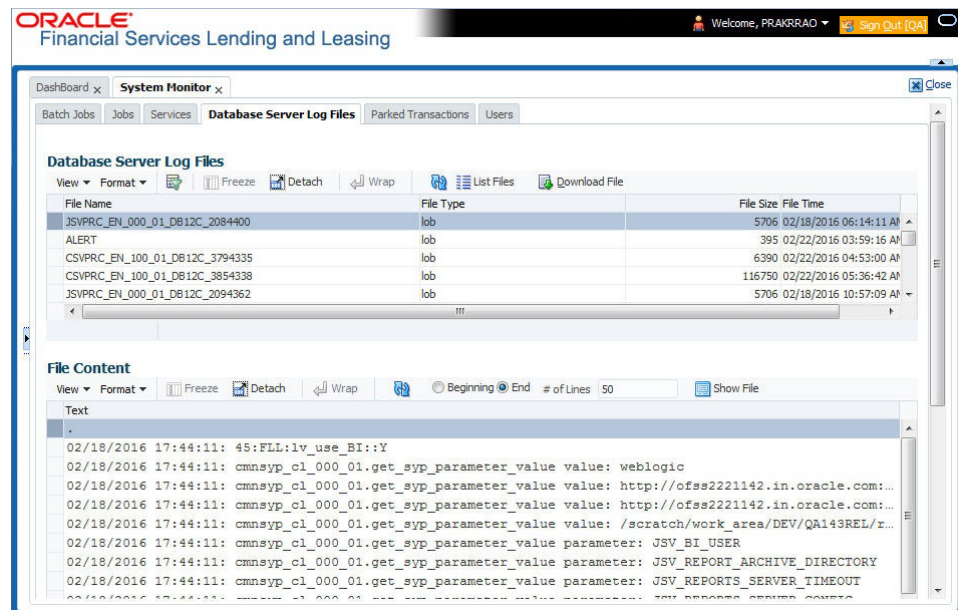 ORACLE
Financial Services Lending and Leasing
Welcome, PRAKRRAO
Sign Out [QA]
DashBoard x
System Monitor x
Close
Batch Jobs
Jobs
Services
Database Server Log Files
Parked Transactions
Users
Database Server Log Files
View Format Freeze Detach Wrap List Files Download File
File Name File Type File Size File Time
JSVPRC_EN_000_01_DB12C_2084400 lob 5706 02/18/2016 06:14:11
ALERT lob 395 02/22/2016 03:59:16
CSVPRC_EN_100_01_DB12C_3794335 lob 6390 02/22/2016 04:53:00
CSVPRC_EN_100_01_DB12C_3854338 lob 116750 02/22/2016 05:36:42
JSVPRC_EN_000_01_DB12C_2094362 lob 5706 02/18/2016 10:57:09
File Content
View Format Freeze Detach Wrap Beginning End # of Lines 50 Show File
Text
.
02/18/2016 17:44:11: 45:FLL:lv_use_BI::Y
02/18/2016 17:44:11: cmnsyp_cl_000_01.get_syp_parameter_value value: weblogic
02/18/2016 17:44:11: cmnsyp_cl_000_01.get_syp_parameter_value value: http://ofss2221142.in.oracle.com:...
02/18/2016 17:44:11: cmnsyp_cl_000_01.get_syp_parameter_value value: http://ofss2221142.in.oracle.com:...
02/18/2016 17:44:11: cmnsyp_cl_000_01.get_syp_parameter_value value: /scratch/work_area/DEV/QA143REL/r...
02/18/2016 17:44:11: cmnsyp_cl_000_01.get_syp_parameter_value parameter: JSV_BI_USER
02/18/2016 17:44:11: cmnsyp_cl_000_01.get_syp_parameter_value parameter: JSV_REPORT_ARCHIVE_DIRECTORY
02/18/2016 17:44:11: cmnsyp_cl_000_01.get_syp_parameter_value parameter: JSV_REPORTS_SERVER_TIMEOUT